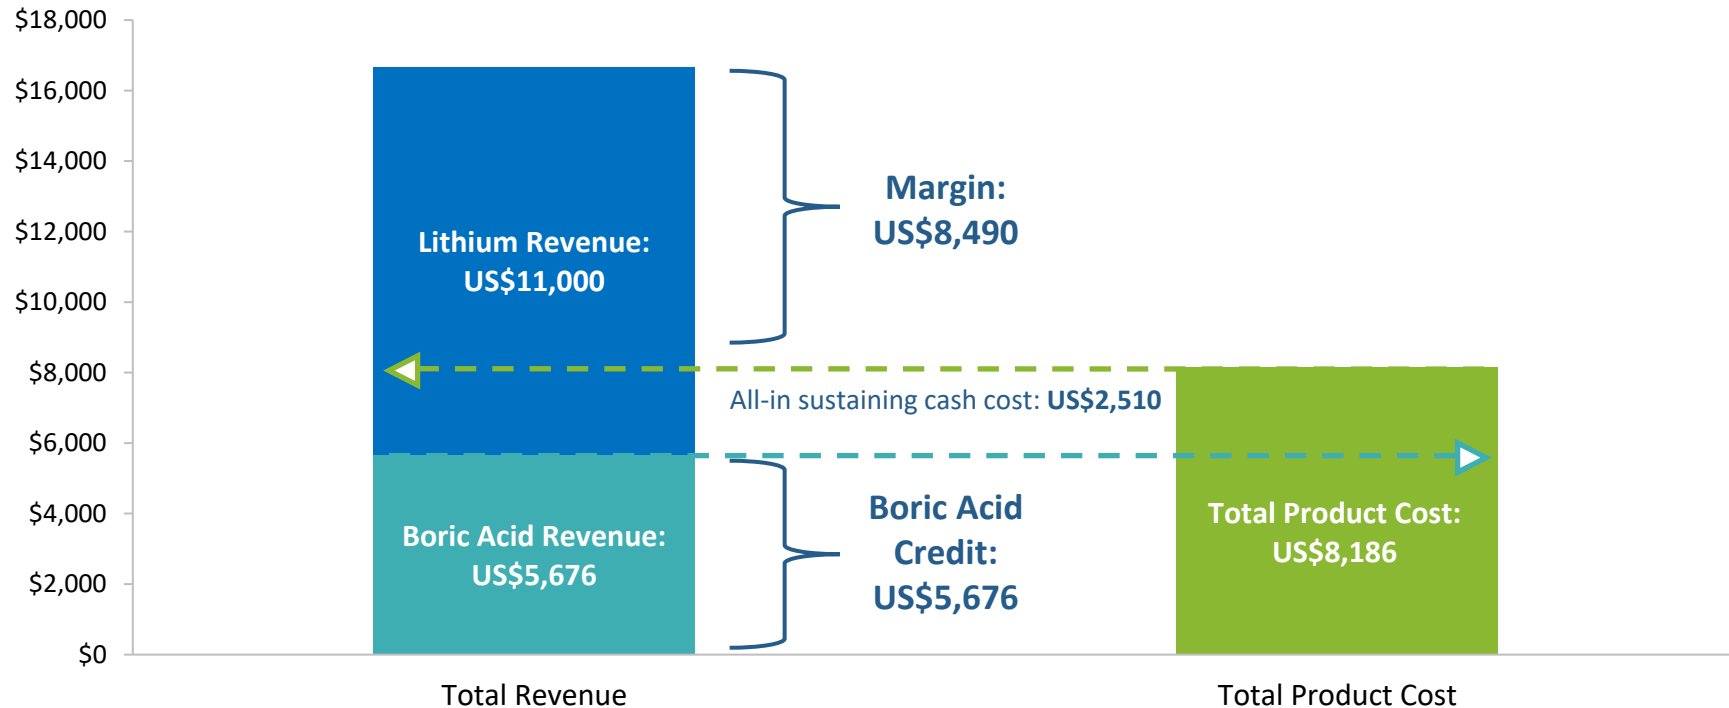 $18,000
$16,000
$14,000
$12,000
$10,000
$8,000
$6,000
$4,000
$2,000
$0
Lithium Revenue:
US$11,000
Boric Acid Revenue:
US$5,676
Margin:
US$8,490
All-in sustaining cash cost: US$2,510
Boric Acid
Credit:
US$5,676
Total Product Cost:
US$8,186
Total Revenue
Total Product Cost